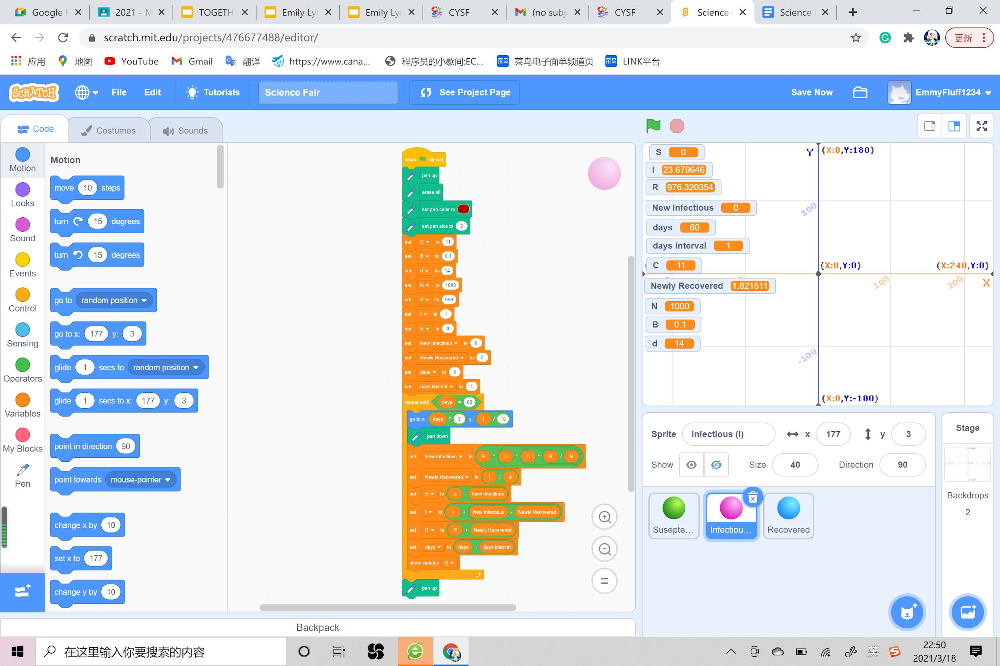 Google M
2021 - M
TOGETH
Emily Lyu
Emily Lyu
CYSF
(no subje
CYSF
Science
Science
scratch.mit.edu/projects/476677488/editor/
更新
应用
地图
YouTube
Gmail
翻译
https://www.cana...
程序员的小歇间:EC...
菜鸟 菜鸟电子面单频道页
菜鸟 LINK平台
SCRATCH
File
Edit
Tutorials
Science Fair
See Project Page
Save Now
EmmyFluff1234
Code
Costumes
Sounds
Motion
Looks
Sound
Events
Control
Sensing
Operators
Variables
My Blocks
Pen
Motion
move 10 steps
turn 15 degrees
turn 15 degrees
go to random position
go to x: 177 y: 3
glide 1 secs to random position
glide 1 secs to x: 177 y: 3
point in direction 90
point towards mouse-pointer
change x by 10
set x to 177
change y by 10
when clicked
pen up
erase all
set pen color to
set pen size to 2
set C to 11
set B to 0.1
set d to 14
set N to 1000
set S to 999
set I to 1
set R to 0
set New Infectious to 0
set Newly Recovered to 0
set days to 0
set days interval to 1
repeat until days = 60
go to x: days * 3 y: I / 10
pen down
set New Infectious to S * I * C * B / N
set Newly Recovered to I / d
set S to S - New Infectious
set I to I + New Infectious - Newly Recovered
set R to R + Newly Recovered
set days to days + days interval
show variable S
pen up
Backpack
S 0
I 23.679646
R 976.320354
New Infectious 0
days 60
days interval 1
C 11
Newly Recovered 1.821511
N 1000
B 0.1
d 14
Y (X:0,Y:180)
100
(X:0,Y:0)
(X:240,Y:0)
100
200
X
-100
(X:0,Y:-180)
Sprite Infectious (I) x 177 y 3
Show Size 40 Direction 90
Susepte...
Infectiou...
Recovered
Stage
Backdrops
2
在这里输入你要搜索的内容
英
22:50
2021/3/18